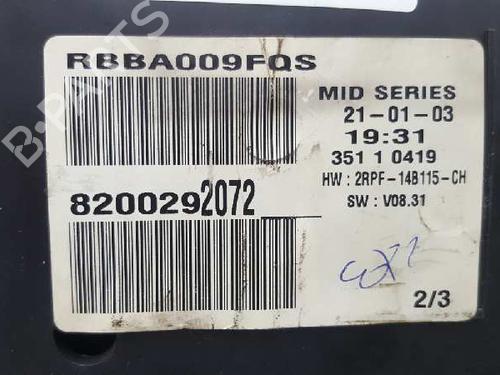 RBBA009FQS
MID SERIES
21-01-03
19:31
351 1 0419
HW : 2RPF-14B115-CH
SW : V08.31
8200292072
2/3
B-PARTS